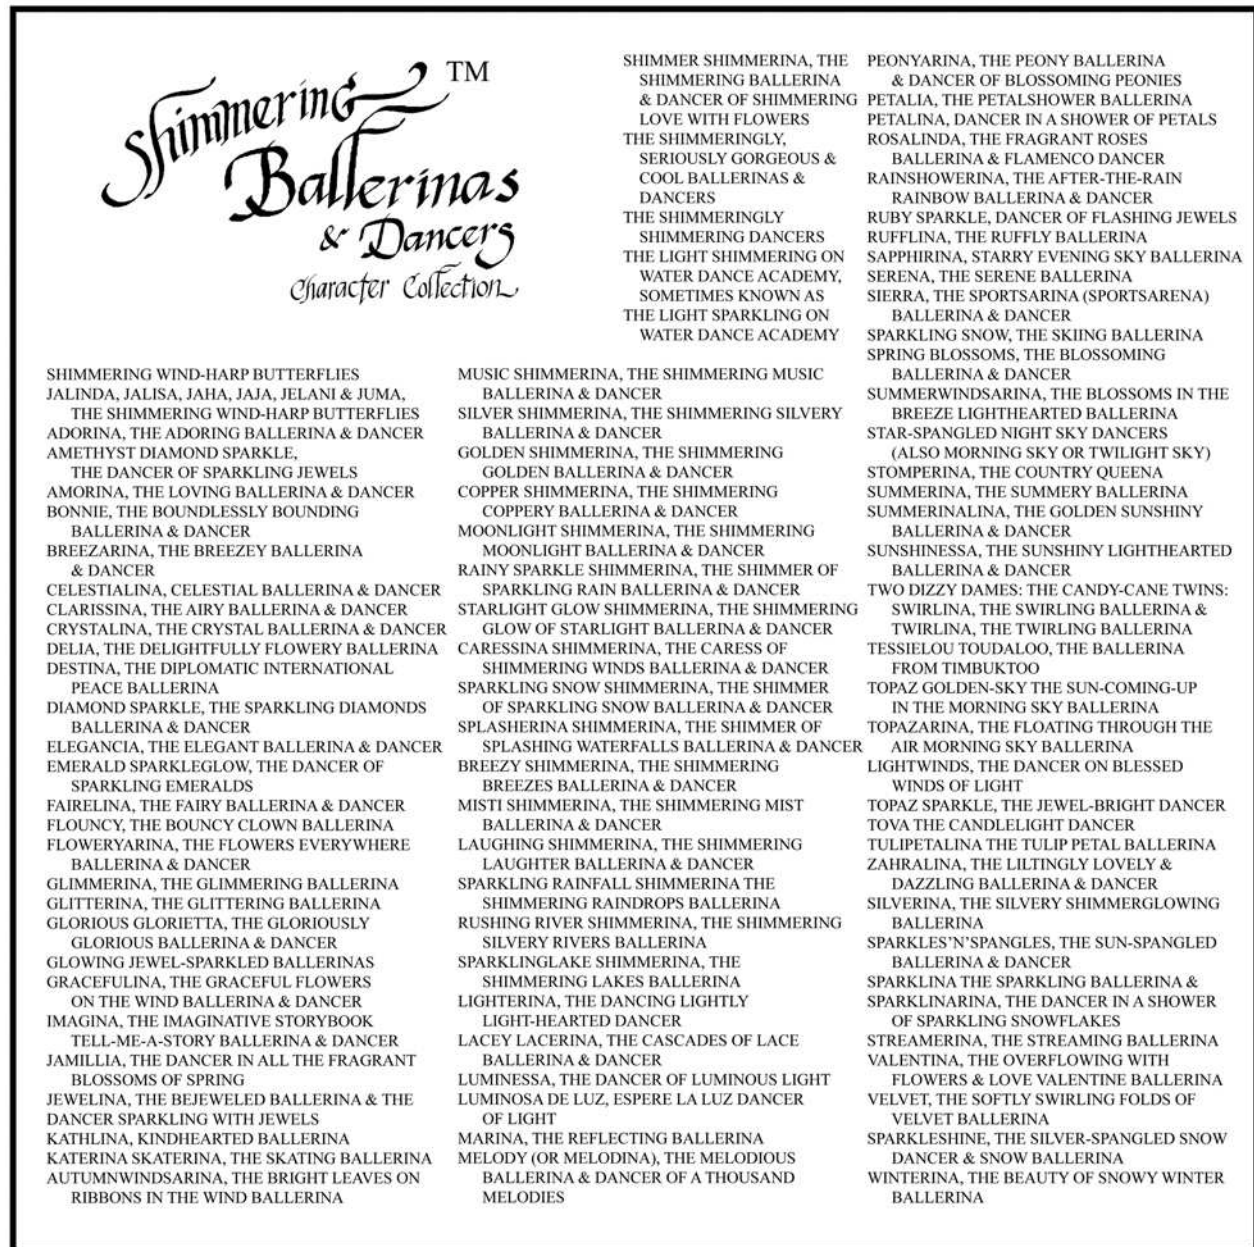 Shimmering TM
Ballerinas
& Dancers
Character Collection
SHIMMERING WIND-HARP BUTTERFLIES
JALINDA, JALISA, JAHA, JAJA, JELANI & JUMA,
THE SHIMMERING WIND-HARP BUTTERFLIES
ADORINA, THE ADORING BALLERINA & DANCER
AMETHYST DIAMOND SPARKLE,
THE DANCER OF SPARKLING JEWELS
AMORINA, THE LOVING BALLERINA & DANCER
BONNIE, THE BOUNDLESSLY BOUNDING
BALLERINA & DANCER
BREEZARINA, THE BREEZEY BALLERINA
& DANCER
CELESTIALINA, CELESTIAL BALLERINA & DANCER
CLARISSINA, THE AIRY BALLERINA & DANCER
CRYSTALINA, THE CRYSTAL BALLERINA & DANCER
DELIA, THE DELIGHTFULLY FLOWERY BALLERINA
DESTINA, THE DIPLOMATIC INTERNATIONAL
PEACE BALLERINA
DIAMOND SPARKLE, THE SPARKLING DIAMONDS
BALLERINA & DANCER
ELEGANCIA, THE ELEGANT BALLERINA & DANCER
EMERALD SPARKLEGLOW, THE DANCER OF
SPARKLING EMERALDS
FAIRELINA, THE FAIRY BALLERINA & DANCER
FLOUNCY, THE BOUNCY CLOWN BALLERINA
FLOWERYARINA, THE FLOWERS EVERYWHERE
BALLERINA & DANCER
GLIMMERINA, THE GLIMMERING BALLERINA
GLITTERINA, THE GLITTERING BALLERINA
GLORIOUS GLORIETTA, THE GLORIOUSLY
GLORIOUS BALLERINA & DANCER
GLOWING JEWEL-SPARKLED BALLERINAS
GRACEFULINA, THE GRACEFUL FLOWERS
ON THE WIND BALLERINA & DANCER
IMAGINA, THE IMAGINATIVE STORYBOOK
TELL-ME-A-STORY BALLERINA & DANCER
JAMILLIA, THE DANCER IN ALL THE FRAGRANT
BLOSSOMS OF SPRING
JEWELINA, THE BEJEWELED BALLERINA & THE
DANCER SPARKLING WITH JEWELS
KATHLINA, KINDHEARTED BALLERINA
KATERINA SKATERINA, THE SKATING BALLERINA
AUTUMNWINDSARINA, THE BRIGHT LEAVES ON
RIBBONS IN THE WIND BALLERINA
SHIMMER SHIMMERINA, THE
SHIMMERING BALLERINA
& DANCER OF SHIMMERING
LOVE WITH FLOWERS
THE SHIMMERINGLY,
SERIOUSLY GORGEOUS &
COOL BALLERINAS &
DANCERS
THE SHIMMERINGLY
SHIMMERING DANCERS
THE LIGHT SHIMMERING ON
WATER DANCE ACADEMY,
SOMETIMES KNOWN AS
THE LIGHT SPARKLING ON
WATER DANCE ACADEMY
MUSIC SHIMMERINA, THE SHIMMERING MUSIC
BALLERINA & DANCER
SILVER SHIMMERINA, THE SHIMMERING SILVERY
BALLERINA & DANCER
GOLDEN SHIMMERINA, THE SHIMMERING
GOLDEN BALLERINA & DANCER
COPPER SHIMMERINA, THE SHIMMERING
COPPERY BALLERINA & DANCER
MOONLIGHT SHIMMERINA, THE SHIMMERING
MOONLIGHT BALLERINA & DANCER
RAINY SPARKLE SHIMMERINA, THE SHIMMER OF
SPARKLING RAIN BALLERINA & DANCER
STARLIGHT GLOW SHIMMERINA, THE SHIMMERING
GLOW OF STARLIGHT BALLERINA & DANCER
CARESSINA SHIMMERINA, THE CARESS OF
SHIMMERING WINDS BALLERINA & DANCER
SPARKLING SNOW SHIMMERINA, THE SHIMMER
OF SPARKLING SNOW BALLERINA & DANCER
SPLASHERINA SHIMMERINA, THE SHIMMER OF
SPLASHING WATERFALLS BALLERINA & DANCER
BREEZY SHIMMERINA, THE SHIMMERING
BREEZES BALLERINA & DANCER
MISTI SHIMMERINA, THE SHIMMERING MIST
BALLERINA & DANCER
LAUGHING SHIMMERINA, THE SHIMMERING
LAUGHTER BALLERINA & DANCER
SPARKLING RAINFALL SHIMMERINA THE
SHIMMERING RAINDROPS BALLERINA
RUSHING RIVER SHIMMERINA, THE SHIMMERING
SILVERY RIVERS BALLERINA
SPARKLINGLAKE SHIMMERINA, THE
SHIMMERING LAKES BALLERINA
LIGHTERINA, THE DANCING LIGHTLY
LIGHT-HEARTED DANCER
LACEY LACERINA, THE CASCADES OF LACE
BALLERINA & DANCER
LUMINESSA, THE DANCER OF LUMINOUS LIGHT
LUMINOSA DE LUZ, ESPERE LA LUZ DANCER
OF LIGHT
MARINA, THE REFLECTING BALLERINA
MELODY (OR MELODINA), THE MELODIOUS
BALLERINA & DANCER OF A THOUSAND
MELODIES
PEONYARINA, THE PEONY BALLERINA
& DANCER OF BLOSSOMING PEONIES
PETALIA, THE PETALSHOWER BALLERINA
PETALINA, DANCER IN A SHOWER OF PETALS
ROSALINDA, THE FRAGRANT ROSES
BALLERINA & FLAMENCO DANCER
RAINSHOWERINA, THE AFTER-THE-RAIN
RAINBOW BALLERINA & DANCER
RUBY SPARKLE, DANCER OF FLASHING JEWELS
RUFFLINA, THE RUFFLY BALLERINA
SAPPHIRINA, STARRY EVENING SKY BALLERINA
SERENA, THE SERENE BALLERINA
SIERRA, THE SPORTSARINA (SPORTSARENA)
BALLERINA & DANCER
SPARKLING SNOW, THE SKIING BALLERINA
SPRING BLOSSOMS, THE BLOSSOMING
BALLERINA & DANCER
SUMMERWINDSARINA, THE BLOSSOMS IN THE
BREEZE LIGHTHEARTED BALLERINA
STAR-SPANGLED NIGHT SKY DANCERS
(ALSO MORNING SKY OR TWILIGHT SKY)
STOMPERINA, THE COUNTRY QUEENA
SUMMERINA, THE SUMMERY BALLERINA
SUMMERINALINA, THE GOLDEN SUNSHINY
BALLERINA & DANCER
SUNSHINESSA, THE SUNSHINY LIGHTHEARTED
BALLERINA & DANCER
TWO DIZZY DAMES: THE CANDY-CANE TWINS:
SWIRLINA, THE SWIRLING BALLERINA &
TWIRLINA, THE TWIRLING BALLERINA
TESSIELOU TOUDALOO, THE BALLERINA
FROM TIMBUKTOO
TOPAZ GOLDEN-SKY THE SUN-COMING-UP
IN THE MORNING SKY BALLERINA
TOPAZARINA, THE FLOATING THROUGH THE
AIR MORNING SKY BALLERINA
LIGHTWINDS, THE DANCER ON BLESSED
WINDS OF LIGHT
TOPAZ SPARKLE, THE JEWEL-BRIGHT DANCER
TOVA THE CANDLELIGHT DANCER
TULIPETALINA THE TULIP PETAL BALLERINA
ZAHRALINA, THE LILTINGLY LOVELY &
DAZZLING BALLERINA & DANCER
SILVERINA, THE SILVERY SHIMMERGLOWING
BALLERINA
SPARKLES'N'SPANGLES, THE SUN-SPANGLED
BALLERINA & DANCER
SPARKLINA THE SPARKLING BALLERINA &
SPARKLINARINA, THE DANCER IN A SHOWER
OF SPARKLING SNOWFLAKES
STREAMERINA, THE STREAMING BALLERINA
VALENTINA, THE OVERFLOWING WITH
FLOWERS & LOVE VALENTINE BALLERINA
VELVET, THE SOFTLY SWIRLING FOLDS OF
VELVET BALLERINA
SPARKLESHINE, THE SILVER-SPANGLED SNOW
DANCER & SNOW BALLERINA
WINTERINA, THE BEAUTY OF SNOWY WINTER
BALLERINA